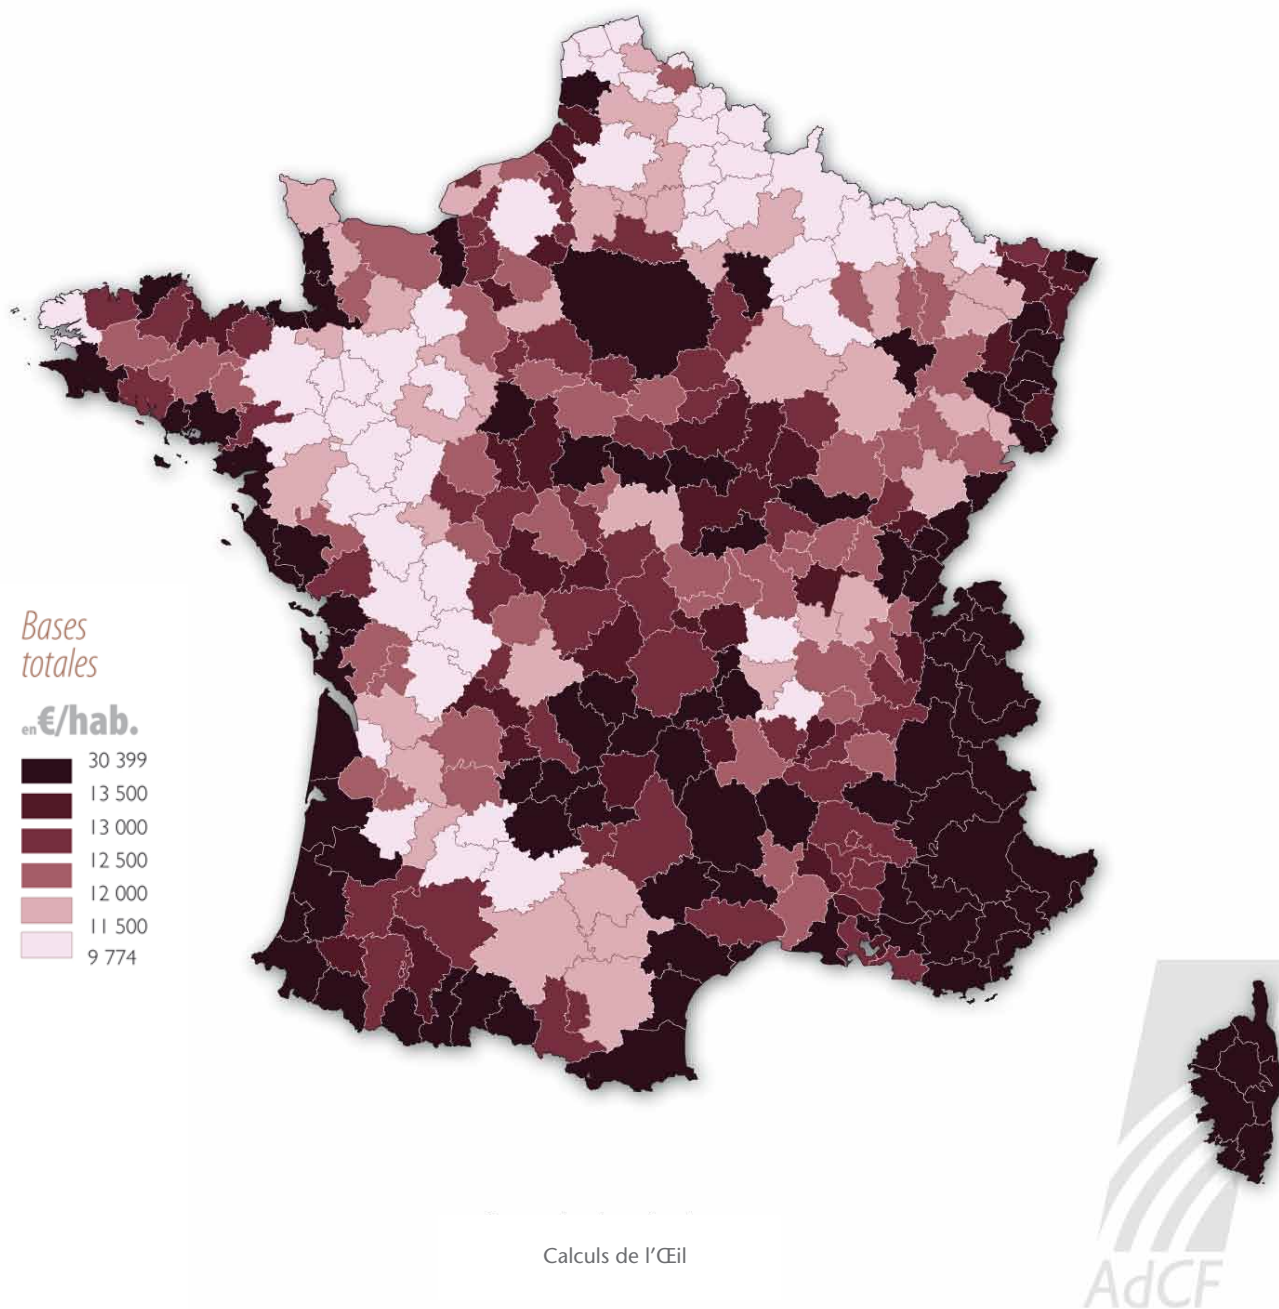 Bases
totales
en €/hab.
30 399
13 500
13 000
12 500
12 000
11 500
9 774
Calculs de l’Œil
AdCF